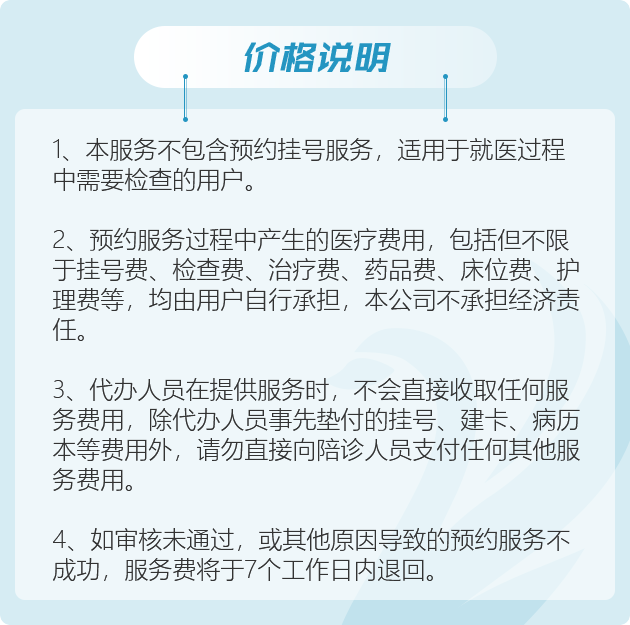 价格说明
1、本服务不包含预约挂号服务，适用于就医过程
中需要检查的用户。
2、预约服务过程中产生的医疗费用，包括但不限
于挂号费、检查费、治疗费、药品费、床位费、护
理费等，均由用户自行承担，本公司不承担经济责
任。
3、代办人员在提供服务时，不会直接收取任何服
务费用，除代办人员事先垫付的挂号、建卡、病历
本等费用外，请勿直接向陪诊人员支付任何其他服
务费用。
4、如审核未通过，或其他原因导致的预约服务不
成功，服务费将于7个工作日内退回。